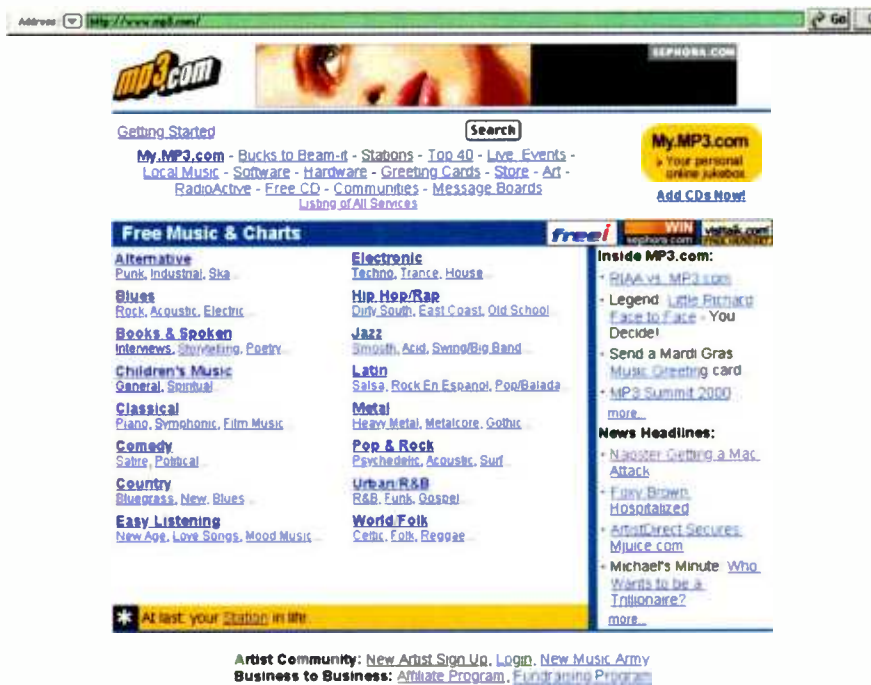 Address http://www.mp3.com/ Go
mp3.com
SEPHORA.COM
Getting Started
Search
My.MP3.com - Bucks to Beam-it - Stations - Top 40 - Live Events -
Local Music - Software - Hardware - Greeting Cards - Store - Art -
RadioActive - Free CD - Communities - Message Boards
Listing of All Services
My.MP3.com
Your personal
online jukebox
Add CDs Now!
Free Music & Charts
freei
WIN
sephora.com
visitalk.com
FREE HEADSET
Alternative
Punk, Industrial, Ska ...
Blues
Rock, Acoustic, Electric ...
Books & Spoken
Interviews, Storytelling, Poetry ...
Children's Music
General, Spiritual ...
Classical
Piano, Symphonic, Film Music ...
Comedy
Satire, Political ...
Country
Bluegrass, New, Blues ...
Easy Listening
New Age, Love Songs, Mood Music ...
Electronic
Techno, Trance, House ...
Hip Hop/Rap
Dirty South, East Coast, Old School ...
Jazz
Smooth, Acid, Swing/Big Band ...
Latin
Salsa, Rock En Espanol, Pop/Balada ...
Metal
Heavy Metal, Metalcore, Gothic ...
Pop & Rock
Psychedelic, Acoustic, Surf ...
Urban/R&B
R&B, Funk, Gospel ...
World/Folk
Celtic, Folk, Reggae ...
Inside MP3.com:
• RIAA vs. MP3.com
• Legend Little Richard
Face to Face - You
Decide!
• Send a Mardi Gras
Music Greeting card
• MP3 Summit 2000
more...
News Headlines:
• Napster Getting a Mac
Attack
• Foxy Brown
Hospitalized
• ArtistDirect Secures
Mjuice.com
• Michael's Minute: Who
Wants to be a
Trillionaire?
more...
At last: your Station in life.
Artist Community: New Artist Sign Up, Login, New Music Army
Business to Business: Affiliate Program, Fundraising Program